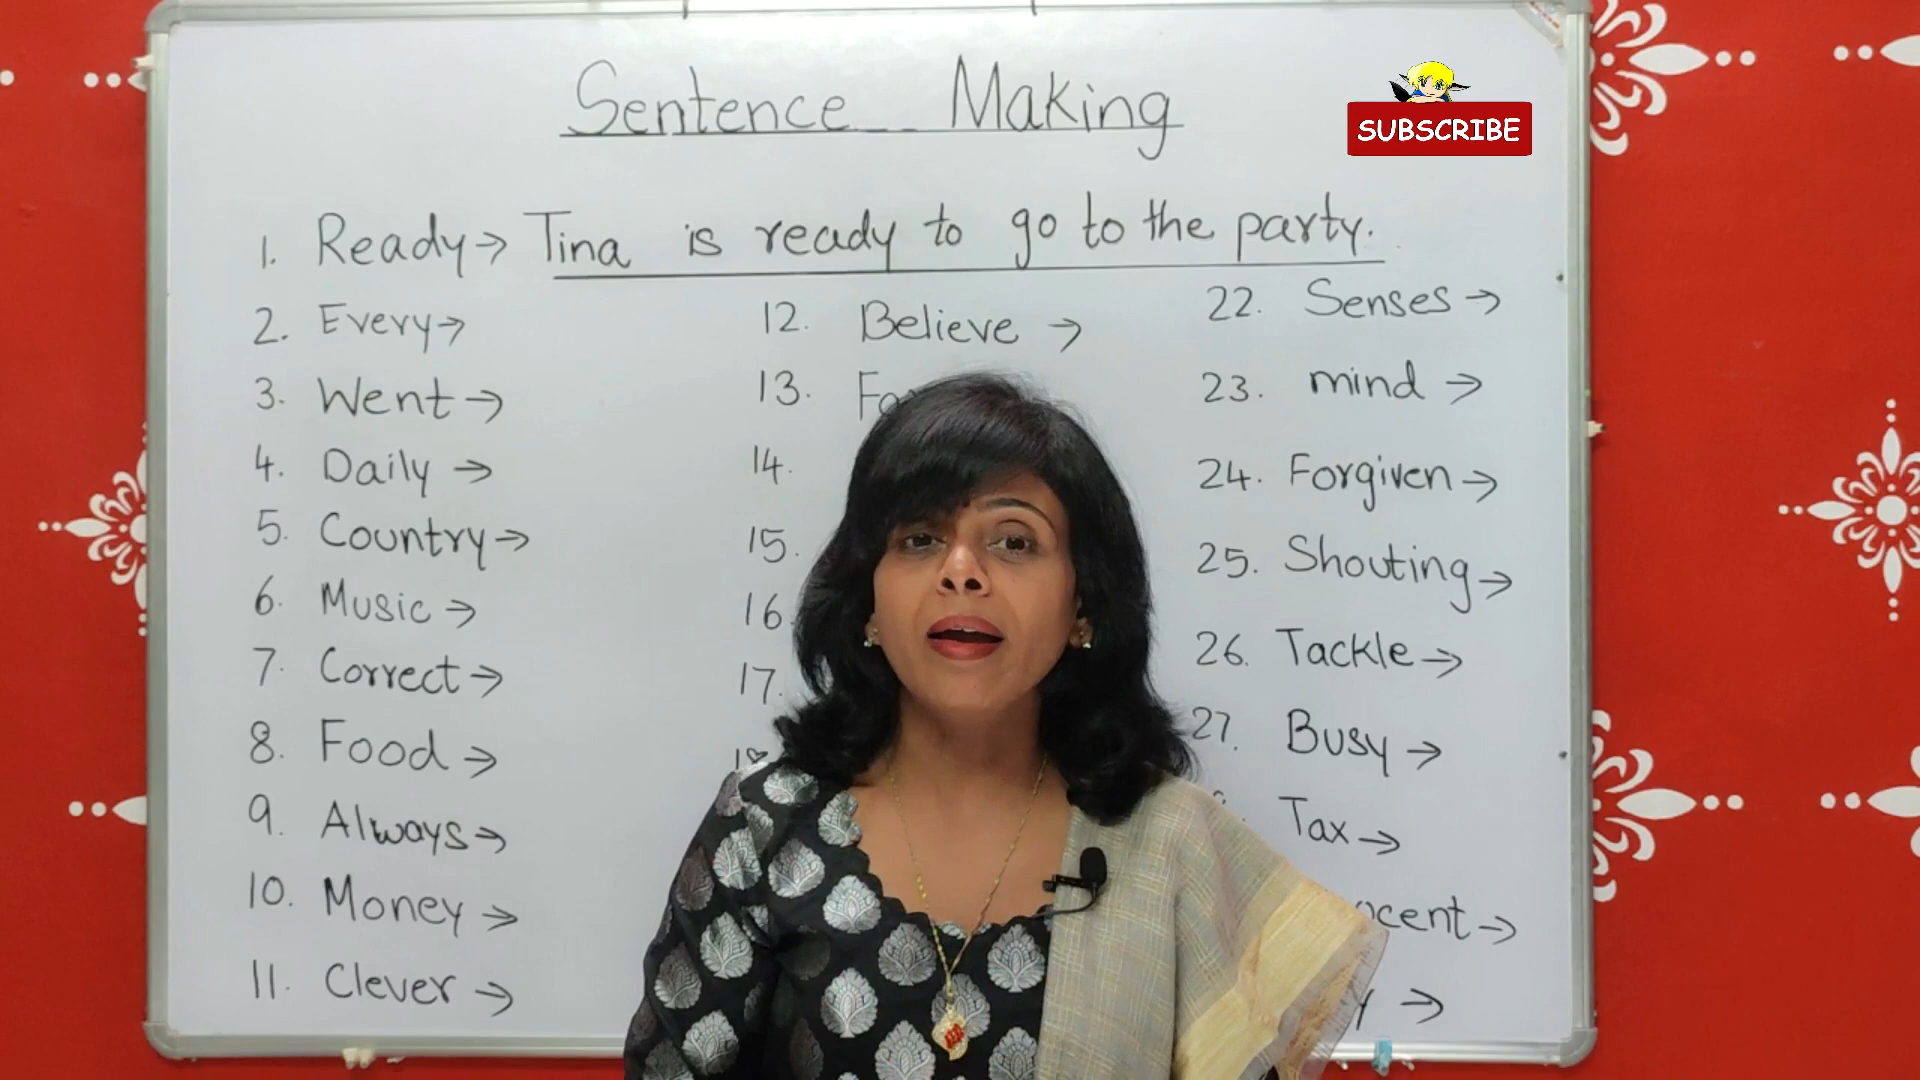 Sentence Making
SUBSCRIBE
1. Ready → Tina is ready to go to the party.
2. Every →
3. Went →
4. Daily →
5. Country →
6. Music →
7. Correct →
8. Food →
9. Always →
10. Money →
11. Clever →
12. Believe →
13.
14.
15.
16.
17.
22. Senses →
23. mind →
24. Forgiven →
25. Shouting →
26. Tackle →
27. Busy →
Tax →